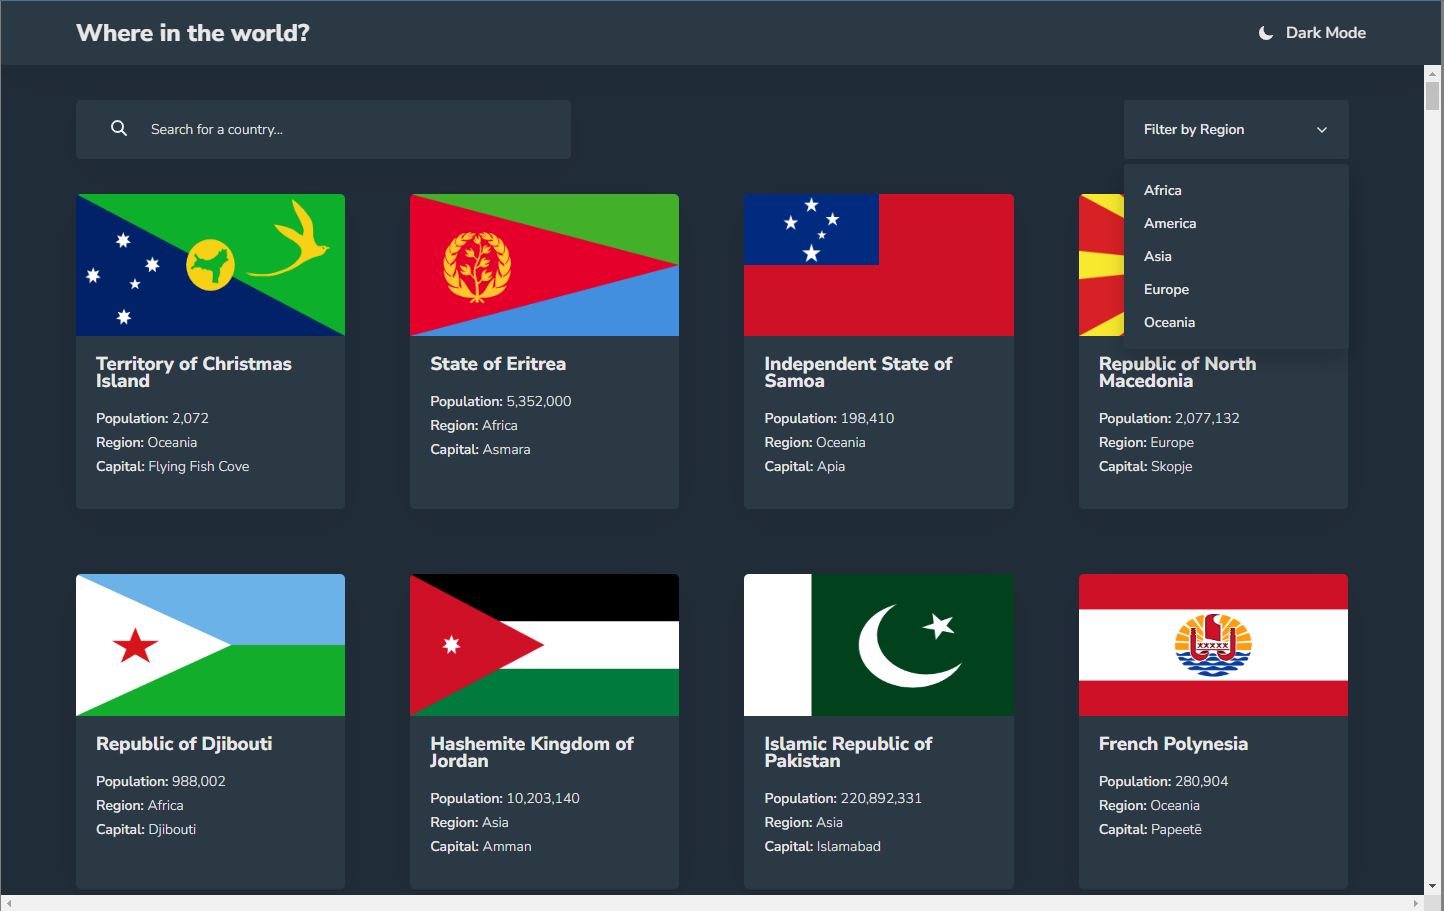 Where in the world?
Dark Mode
Search for a country...
Filter by Region
Africa
America
Asia
Europe
Oceania
Territory of Christmas
Island
Population: 2,072
Region: Oceania
Capital: Flying Fish Cove
State of Eritrea
Population: 5,352,000
Region: Africa
Capital: Asmara
Independent State of
Samoa
Population: 198,410
Region: Oceania
Capital: Apia
Republic of North
Macedonia
Population: 2,077,132
Region: Europe
Capital: Skopje
Republic of Djibouti
Population: 988,002
Region: Africa
Capital: Djibouti
Hashemite Kingdom of
Jordan
Population: 10,203,140
Region: Asia
Capital: Amman
Islamic Republic of
Pakistan
Population: 220,892,331
Region: Asia
Capital: Islamabad
French Polynesia
Population: 280,904
Region: Oceania
Capital: Papeetē